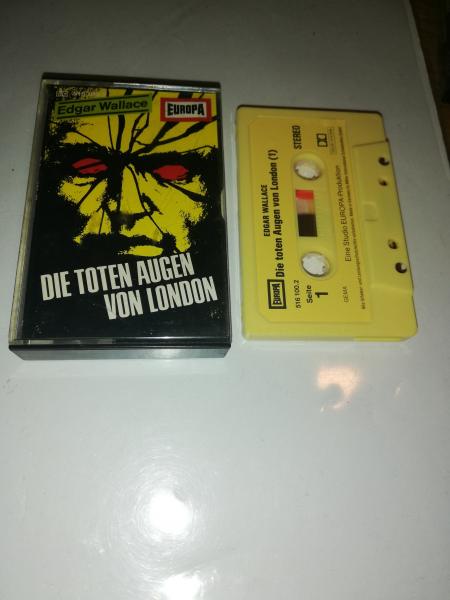 Edgar Wallace
EUROPA
DIE TOTEN AUGEN
VON LONDON
EUROPA
EDGAR WALLACE
Die toten Augen von London (1)
STEREO
516 100.2
Seite
1
GEMA
Eine Studio EUROPA-Produktion